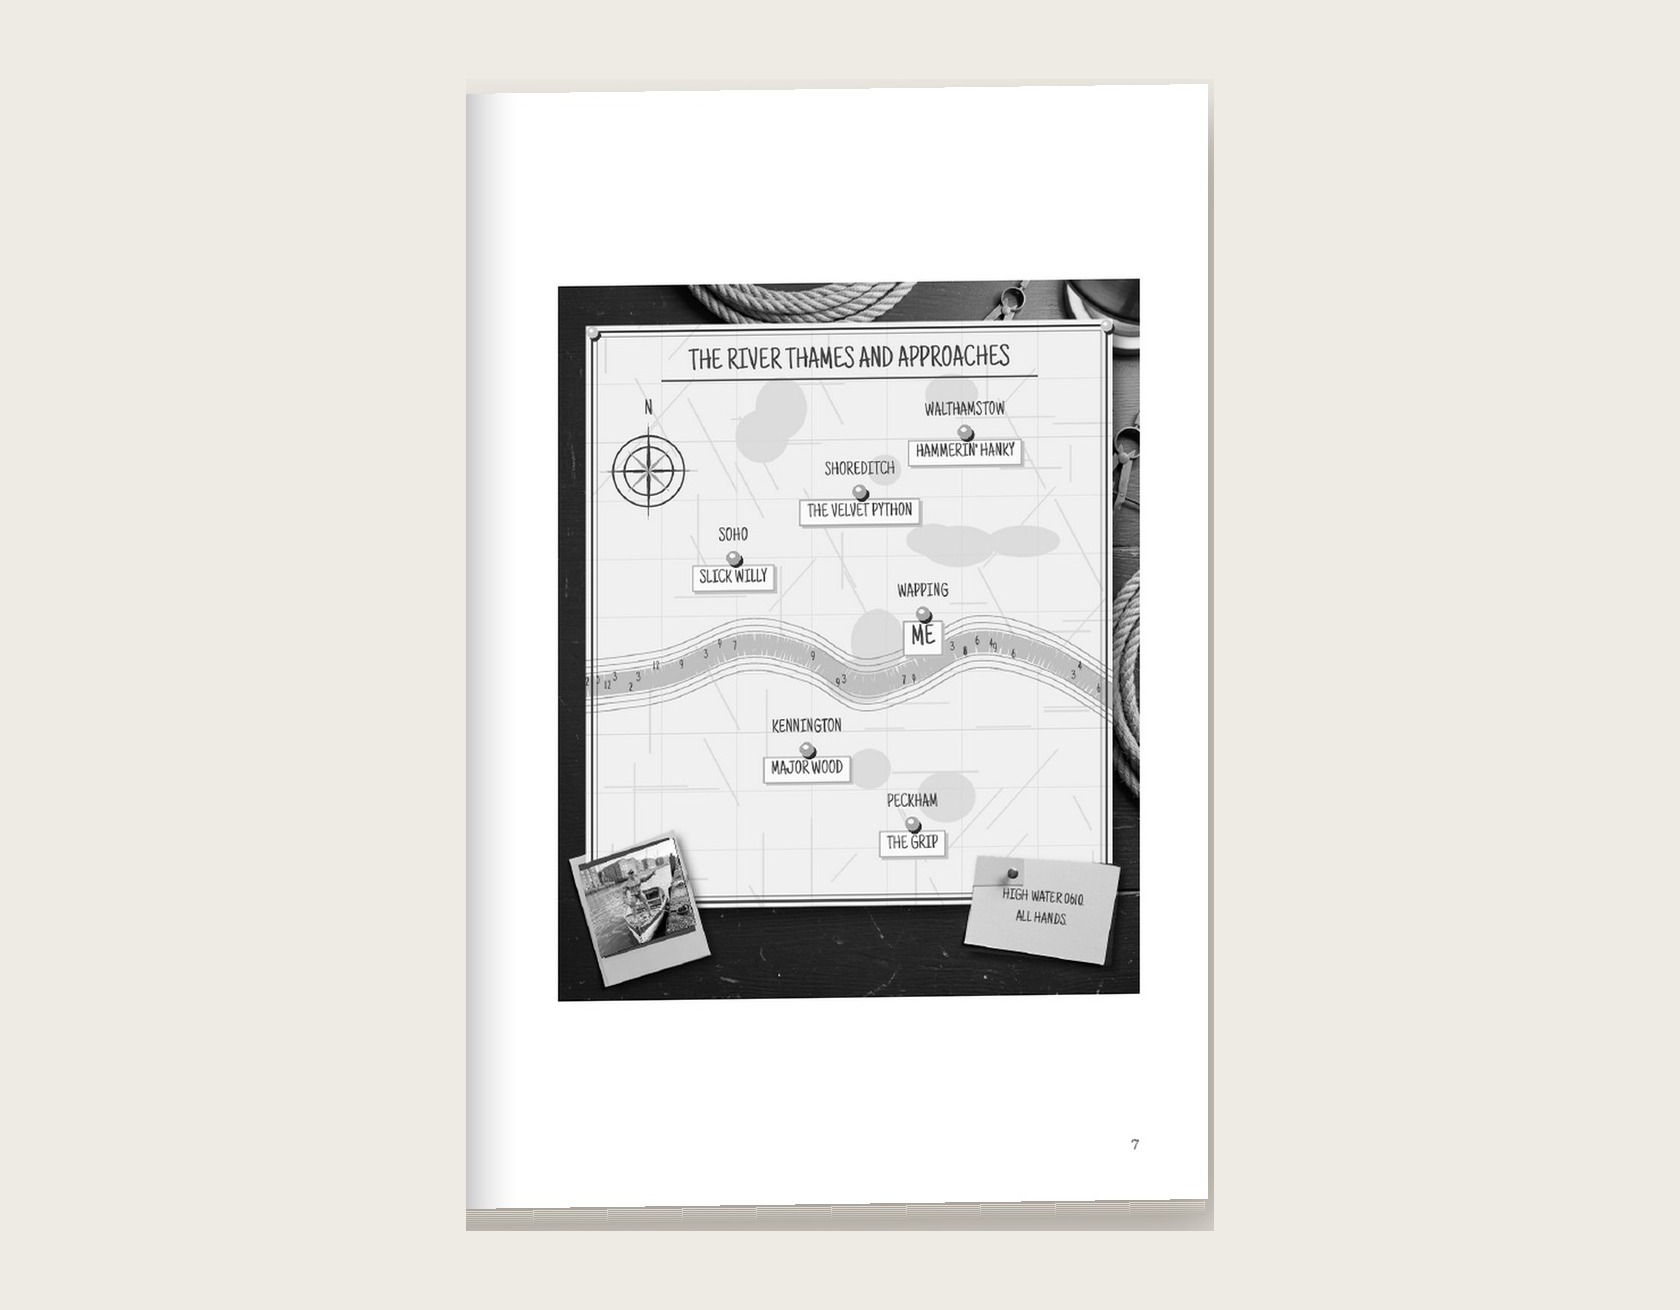 THE RIVER THAMES AND APPROACHES
N
WALTHAMSTOW
HAMMERIN' HANKY
SHOREDITCH
THE VELVET PYTHON
SOHO
SLICK WILLY
WAPPING
ME
KENNINGTON
MAJOR WOOD
PECKHAM
THE GRIP
HIGH WATER 0610.
ALL HANDS.
7